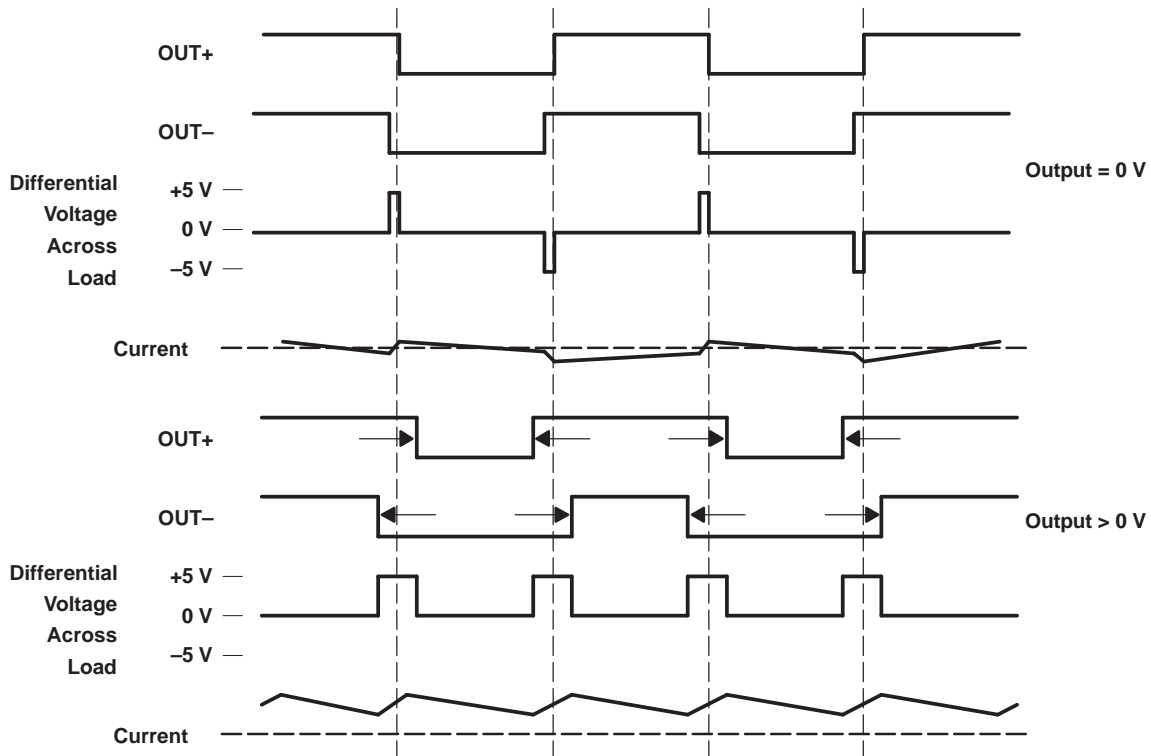 OUT+
OUT–
Output = 0 V
Differential
Voltage
Across
Load
+5 V
0 V
–5 V
Current
OUT+
OUT–
Output > 0 V
Differential
Voltage
Across
Load
+5 V
0 V
–5 V
Current